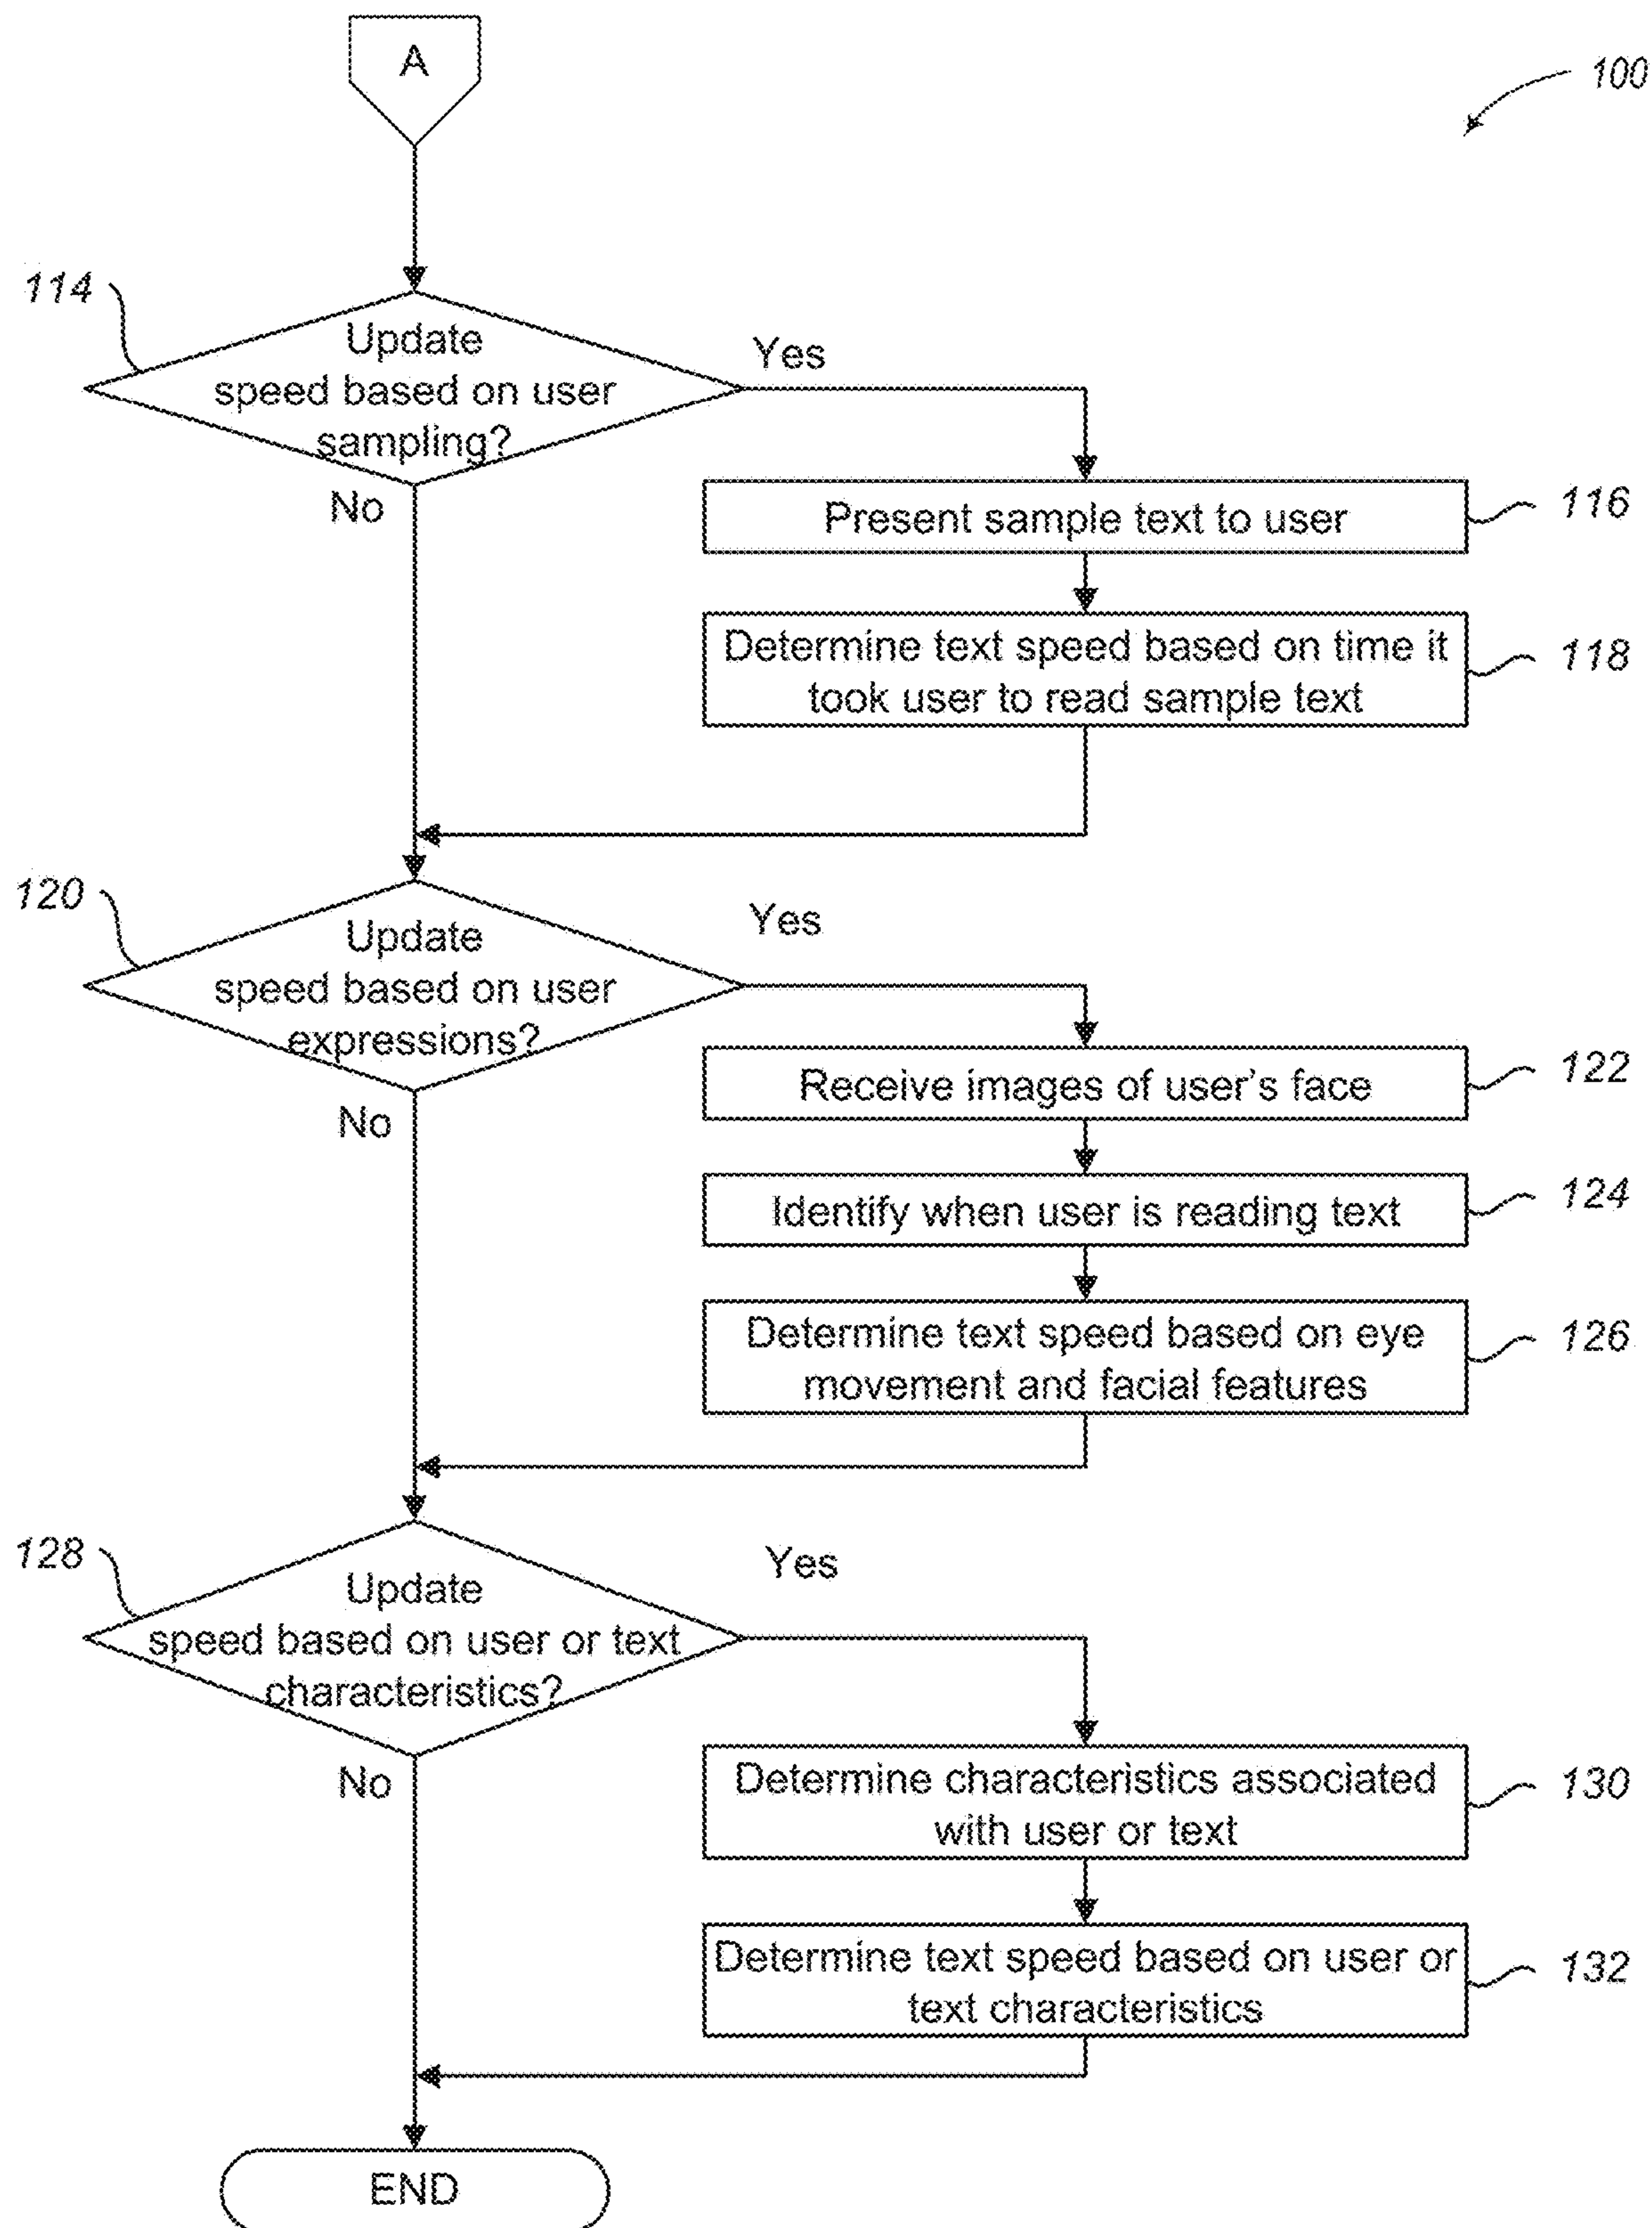 A
100
114
Update
speed based on user
sampling?
Yes
No
Present sample text to user
116
Determine text speed based on time it
took user to read sample text
118
120
Update
speed based on user
expressions?
Yes
No
Receive images of user's face
122
Identify when user is reading text
124
Determine text speed based on eye
movement and facial features
126
128
Update
speed based on user or text
characteristics?
Yes
No
Determine characteristics associated
with user or text
130
Determine text speed based on user or
text characteristics
132
END